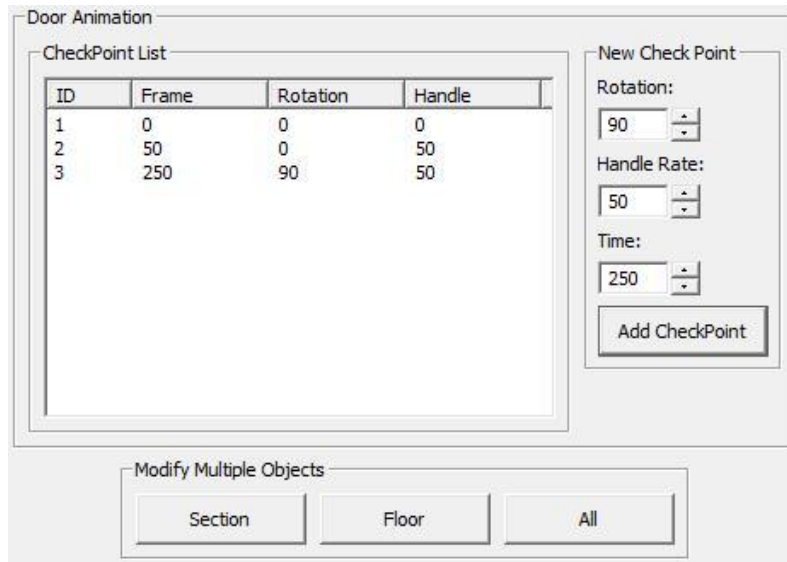 Door Animation
CheckPoint List
ID Frame Rotation Handle
1 0 0 0
2 50 0 50
3 250 90 50
New Check Point
Rotation:
90
Handle Rate:
50
Time:
250
Add CheckPoint
Modify Multiple Objects
Section Floor All